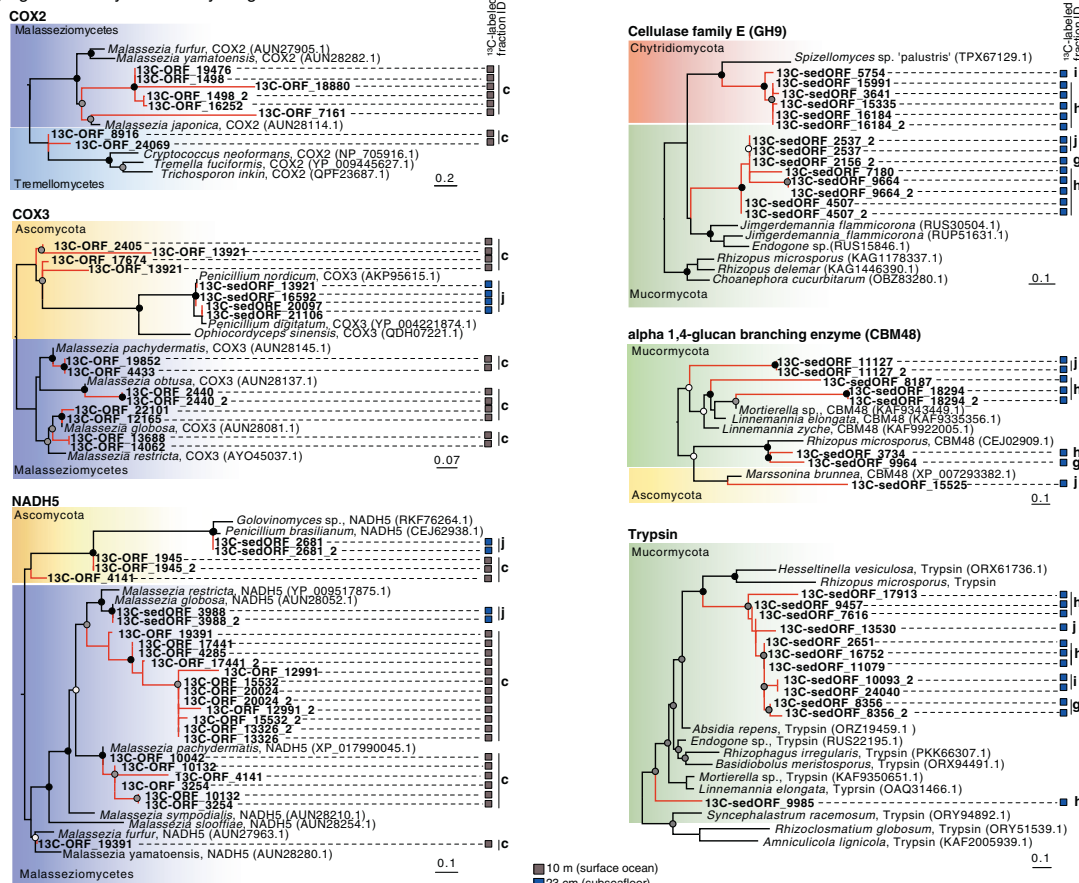 COX2
Malasseziomycetes
Malassezia furfur, COX2 (AUN27905.1)
Malassezia yamatoensis, COX2 (AUN28282.1)
13C-ORF_19476
13C-ORF_1498
13C-ORF_18880
13C-ORF_1498_2
13C-ORF_16252
13C-ORF_7161
Malassezia japonica, COX2 (AUN28114.1)
13C-ORF_8916
13C-ORF_24069
Cryptococcus neoformans, COX2 (NP_705916.1)
Tremella fuciformis, COX2 (YP_009445627.1)
Trichosporon inkin, COX2 (QPF23687.1)
Tremellomycetes
0.2
13C-labeled
fraction ID
c
c
COX3
Ascomycota
13C-ORF_2405
13C-ORF_13921
13C-ORF_17674
13C-ORF_13921
Penicillium nordicum, COX3 (AKP95615.1)
13C-sedORF_13921
13C-sedORF_16592
13C-sedORF_20097
13C-sedORF_21106
Penicillium digitatum, COX3 (YP_004221874.1)
Ophiocordyceps sinensis, COX3 (QDH07221.1)
Malassezia pachydermatis, COX3 (AUN28145.1)
13C-ORF_19852
13C-ORF_4433
Malassezia obtusa, COX3 (AUN28137.1)
13C-ORF_2440
13C-ORF_2440_2
13C-ORF_22101
13C-ORF_12165
Malassezia globosa, COX3 (AUN28081.1)
13C-ORF_13688
13C-ORF_14062
Malassezia restricta, COX3 (AYO45037.1)
Malasseziomycetes
0.07
c
j
c
c
c
NADH5
Ascomycota
Golovinomyces sp., NADH5 (RKF76264.1)
Penicillium brasilianum, NADH5 (CEJ62938.1)
13C-sedORF_2681
13C-sedORF_2681_2
13C-ORF_1945
13C-ORF_1945_2
13C-ORF_4141
Malassezia restricta, NADH5 (YP_009517875.1)
Malassezia globosa, NADH5 (AUN28052.1)
13C-sedORF_3988
13C-sedORF_3988_2
13C-ORF_19391
13C-ORF_17441
13C-ORF_4285
13C-ORF_17441_2
13C-ORF_12991
13C-ORF_15532
13C-ORF_20024
13C-ORF_20024_2
13C-ORF_12991_2
13C-ORF_15532_2
13C-ORF_13326_2
13C-ORF_13326
Malassezia pachydermatis, NADH5 (XP_017990045.1)
13C-ORF_10042
13C-ORF_10132
13C-ORF_4141
13C-ORF_3254
13C-ORF_10132
13C-ORF_3254
Malassezia sympodialis, NADH5 (AUN28210.1)
Malassezia slooffiae, NADH5 (AUN28254.1)
Malassezia furfur, NADH5 (AUN27963.1)
13C-ORF_19391
Malassezia yamatoensis, NADH5 (AUN28280.1)
Malasseziomycetes
0.1
j
c
j
c
c
c
10 m (surface ocean)
23 cm (subseafloor)
Cellulase family E (GH9)
Chytridiomycota
Spizellomyces sp. 'palustris' (TPX67129.1)
13C-sedORF_5754
13C-sedORF_15991
13C-sedORF_3641
13C-sedORF_15335
13C-sedORF_16184
13C-sedORF_16184_2
13C-sedORF_2537_2
13C-sedORF_2537
13C-sedORF_2156_2
13C-sedORF_7180
13C-sedORF_9664
13C-sedORF_9664_2
13C-sedORF_4507
13C-sedORF_4507_2
Jimgerdemannia flammicorona (RUS30504.1)
Jimgerdemannia flammicorona (RUP51631.1)
Endogone sp.(RUS15846.1)
Rhizopus microsporus (KAG1178337.1)
Rhizopus delemar (KAG1446390.1)
Choanephora cucurbitarum (OBZ83280.1)
Mucormycota
0.1
13C-labeled
fraction ID
i
h
j
g
h
alpha 1,4-glucan branching enzyme (CBM48)
Mucormycota
13C-sedORF_11127
13C-sedORF_11127_2
13C-sedORF_8187
13C-sedORF_18294
13C-sedORF_18294_2
Mortierella sp., CBM48 (KAF9343449.1)
Linnemannia elongata, CBM48 (KAF9335356.1)
Linnemannia zyche, CBM48 (KAF9922005.1)
Rhizopus microsporus, CBM48 (CEJ02909.1)
13C-sedORF_3734
13C-sedORF_9964
Marssonina brunnea, CBM48 (XP_007293382.1)
13C-sedORF_15525
Ascomycota
0.1
j
h
h
g
j
Trypsin
Mucormycota
Hesseltinella vesiculosa, Trypsin (ORX61736.1)
Rhizopus microsporus, Trypsin
13C-sedORF_17913
13C-sedORF_9457
13C-sedORF_7616
13C-sedORF_13530
13C-sedORF_2651
13C-sedORF_16752
13C-sedORF_11079
13C-sedORF_10093_2
13C-sedORF_24040
13C-sedORF_8356
13C-sedORF_8356_2
Absidia repens, Trypsin (ORZ19459.1 )
Endogone sp., Trypsin (RUS22195.1)
Rhizophagus irregularis, Trypsin (PKK66307.1)
Basidiobolus meristosporus, Trypsin (ORX94491.1)
Mortierella sp., Trypsin (KAF9350651.1)
Linnemannia elongata, Typrsin (OAQ31466.1)
13C-sedORF_9985
Syncephalastrum racemosum, Trypsin (ORY94892.1)
Rhizoclosmatium globosum, Trypsin (ORY51539.1)
Amniculicola lignicola, Trypsin (KAF2005939.1)
0.1
h
j
h
i
g
h